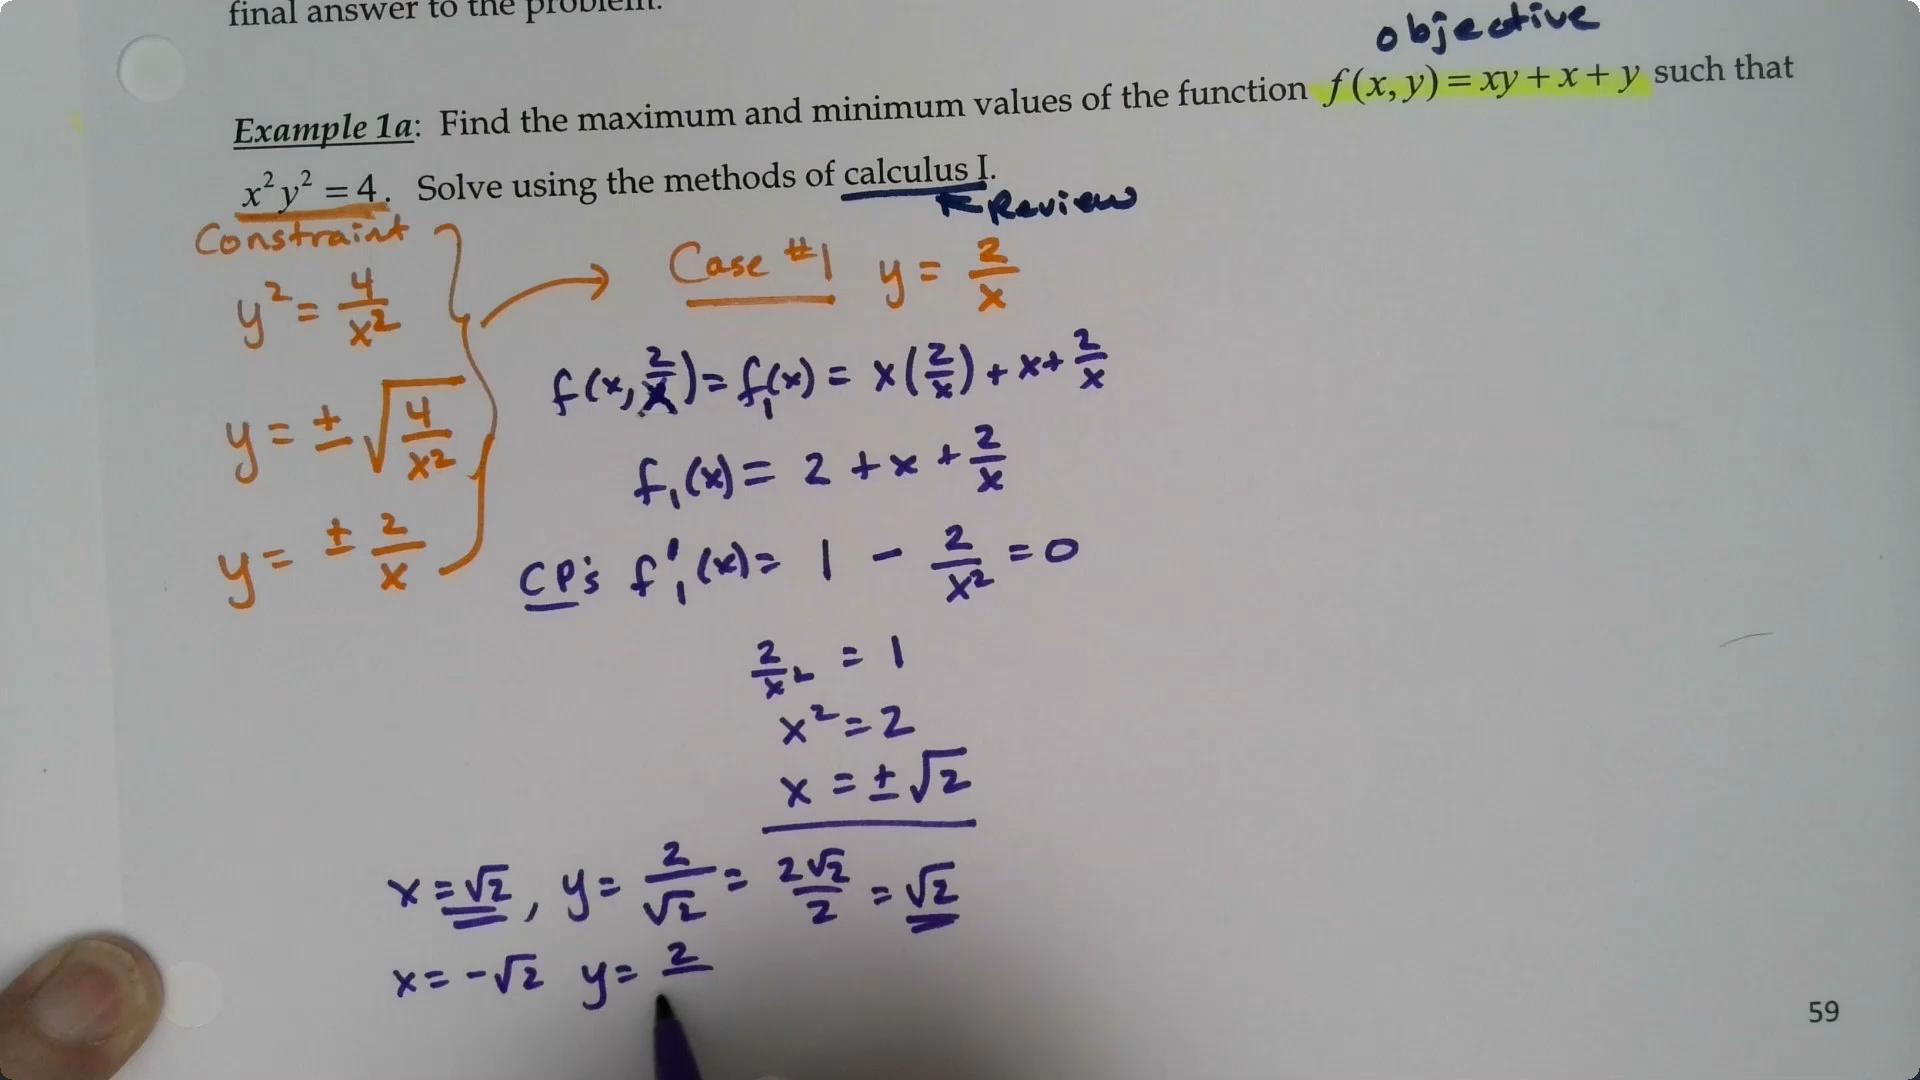 final answer to the problem.
objective
Example 1a: Find the maximum and minimum values of the function f(x, y) = xy + x + y such that
x²y² = 4. Solve using the methods of calculus I.
Review
Constraint
y² = 4/x²
y = ± √(4/x²)
y = ± 2/x
Case #1 y = 2/x
f(x, 2/x) = f₁(x) = x(2/x) + x + 2/x
f₁(x) = 2 + x + 2/x
CP's f₁'(x) = 1 - 2/x² = 0
2/x² = 1
x² = 2
x = ± √2
x = √2, y = 2/√2 = 2√2/2 = √2
x = -√2 y = 2
59